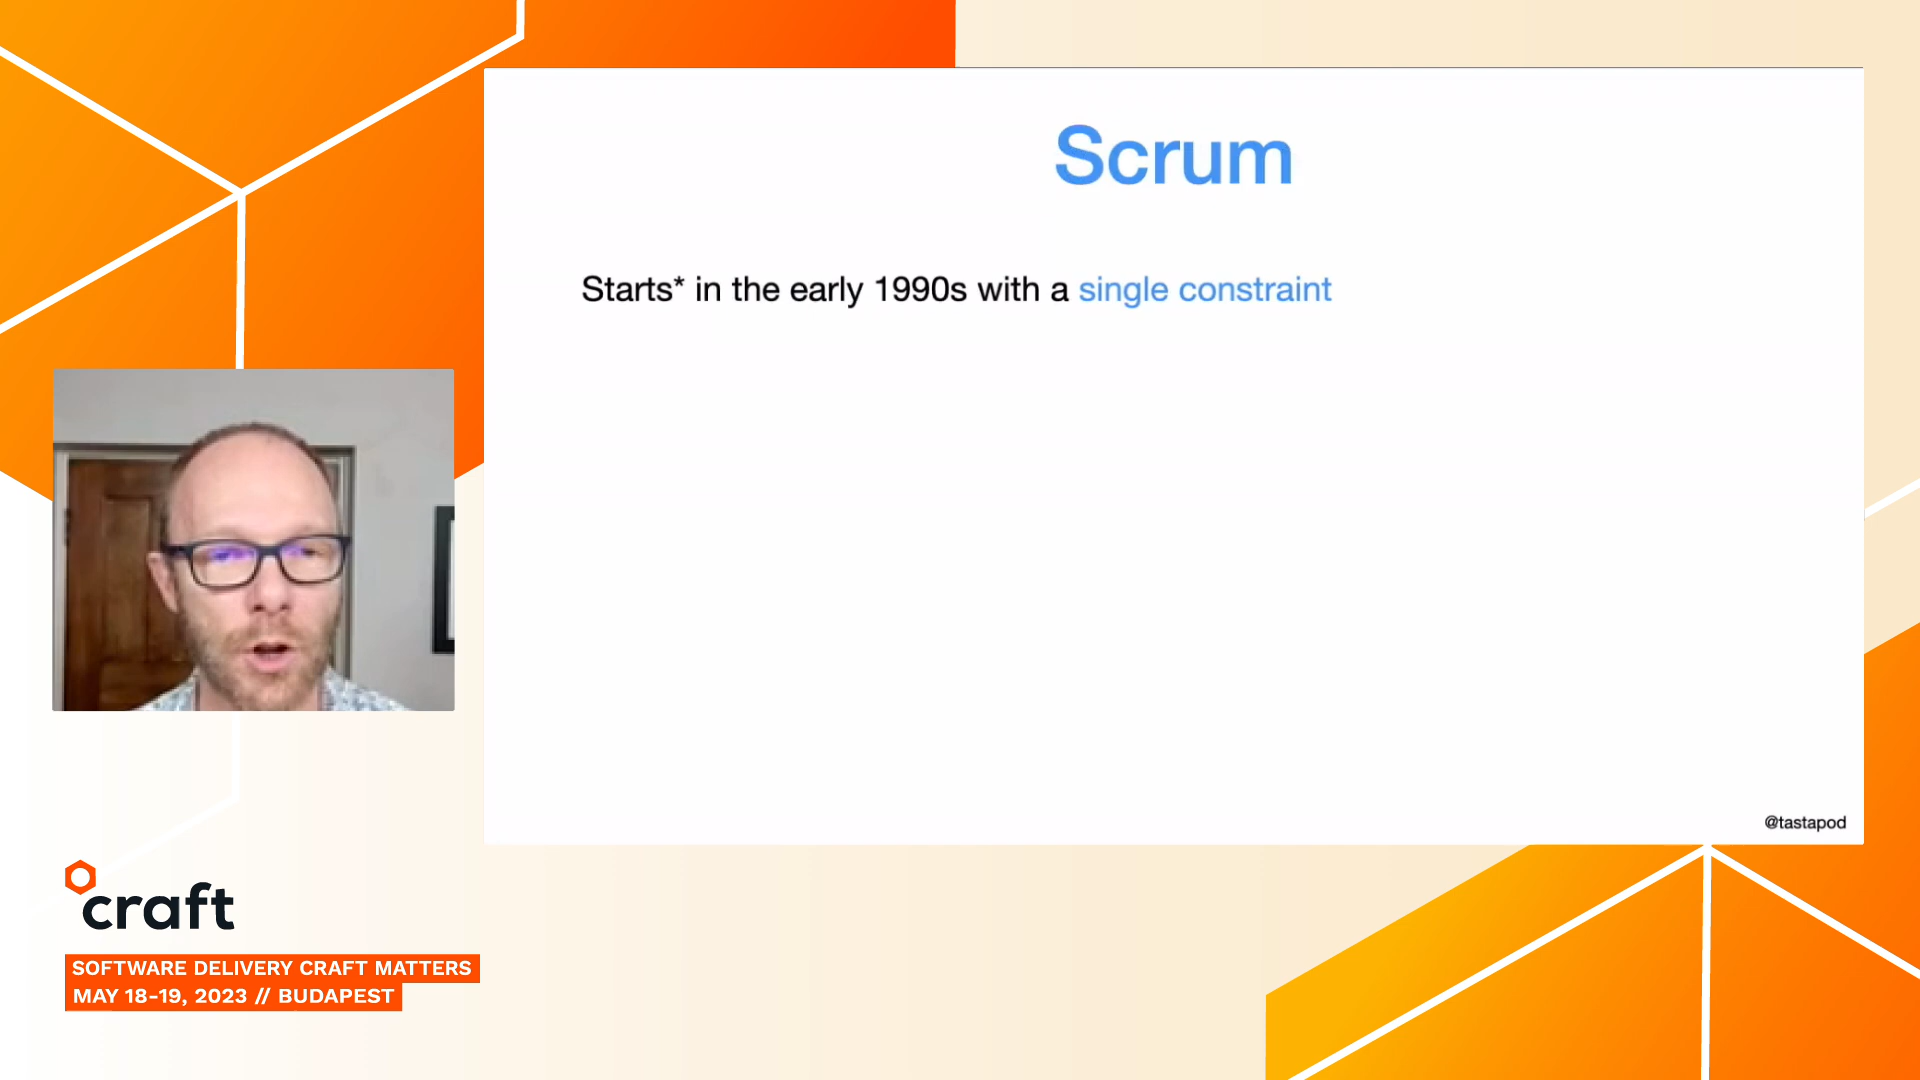 Scrum
Starts* in the early 1990s with a single constraint
@tastapod
craft
SOFTWARE DELIVERY CRAFT MATTERS
MAY 18-19, 2023 // BUDAPEST